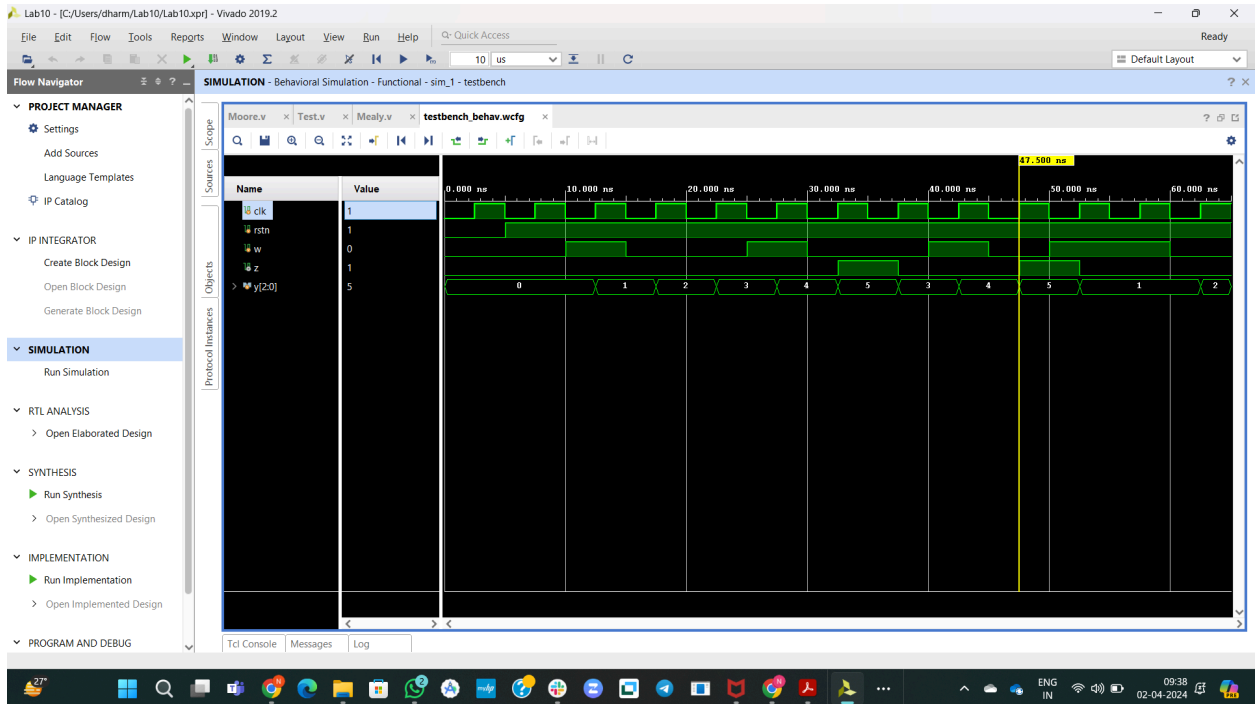 Lab10 - [C:/Users/dharm/Lab10/Lab10.xpr] - Vivado 2019.2
File Edit Flow Tools Reports Window Layout View Run Help Quick Access
Ready
10 us
Default Layout
Flow Navigator
SIMULATION - Behavioral Simulation - Functional - sim_1 - testbench
PROJECT MANAGER
Settings
Add Sources
Language Templates
IP Catalog
IP INTEGRATOR
Create Block Design
Open Block Design
Generate Block Design
SIMULATION
Run Simulation
RTL ANALYSIS
Open Elaborated Design
SYNTHESIS
Run Synthesis
Open Synthesized Design
IMPLEMENTATION
Run Implementation
Open Implemented Design
PROGRAM AND DEBUG
Scope
Sources
Objects
Protocol Instances
Moore.v Test.v Mealy.v testbench_behav.wcfg
47.500 ns
Name Value 0.000 ns 10.000 ns 20.000 ns 30.000 ns 40.000 ns 50.000 ns 60.000 ns
clk 1
rstn 1
w 0
z 1
y[2:0] 5 0 1 2 3 4 5 3 4 5 1 2
Tcl Console Messages Log
27°
2
ENG
IN
09:38
02-04-2024